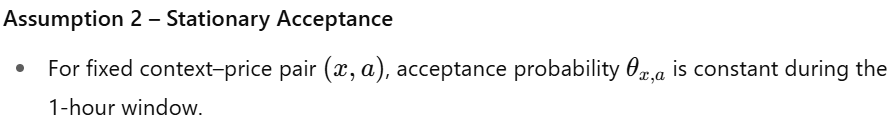 Assumption 2 – Stationary Acceptance
• For fixed context–price pair (x, a), acceptance probability θ_{x,a} is constant during the
1-hour window.